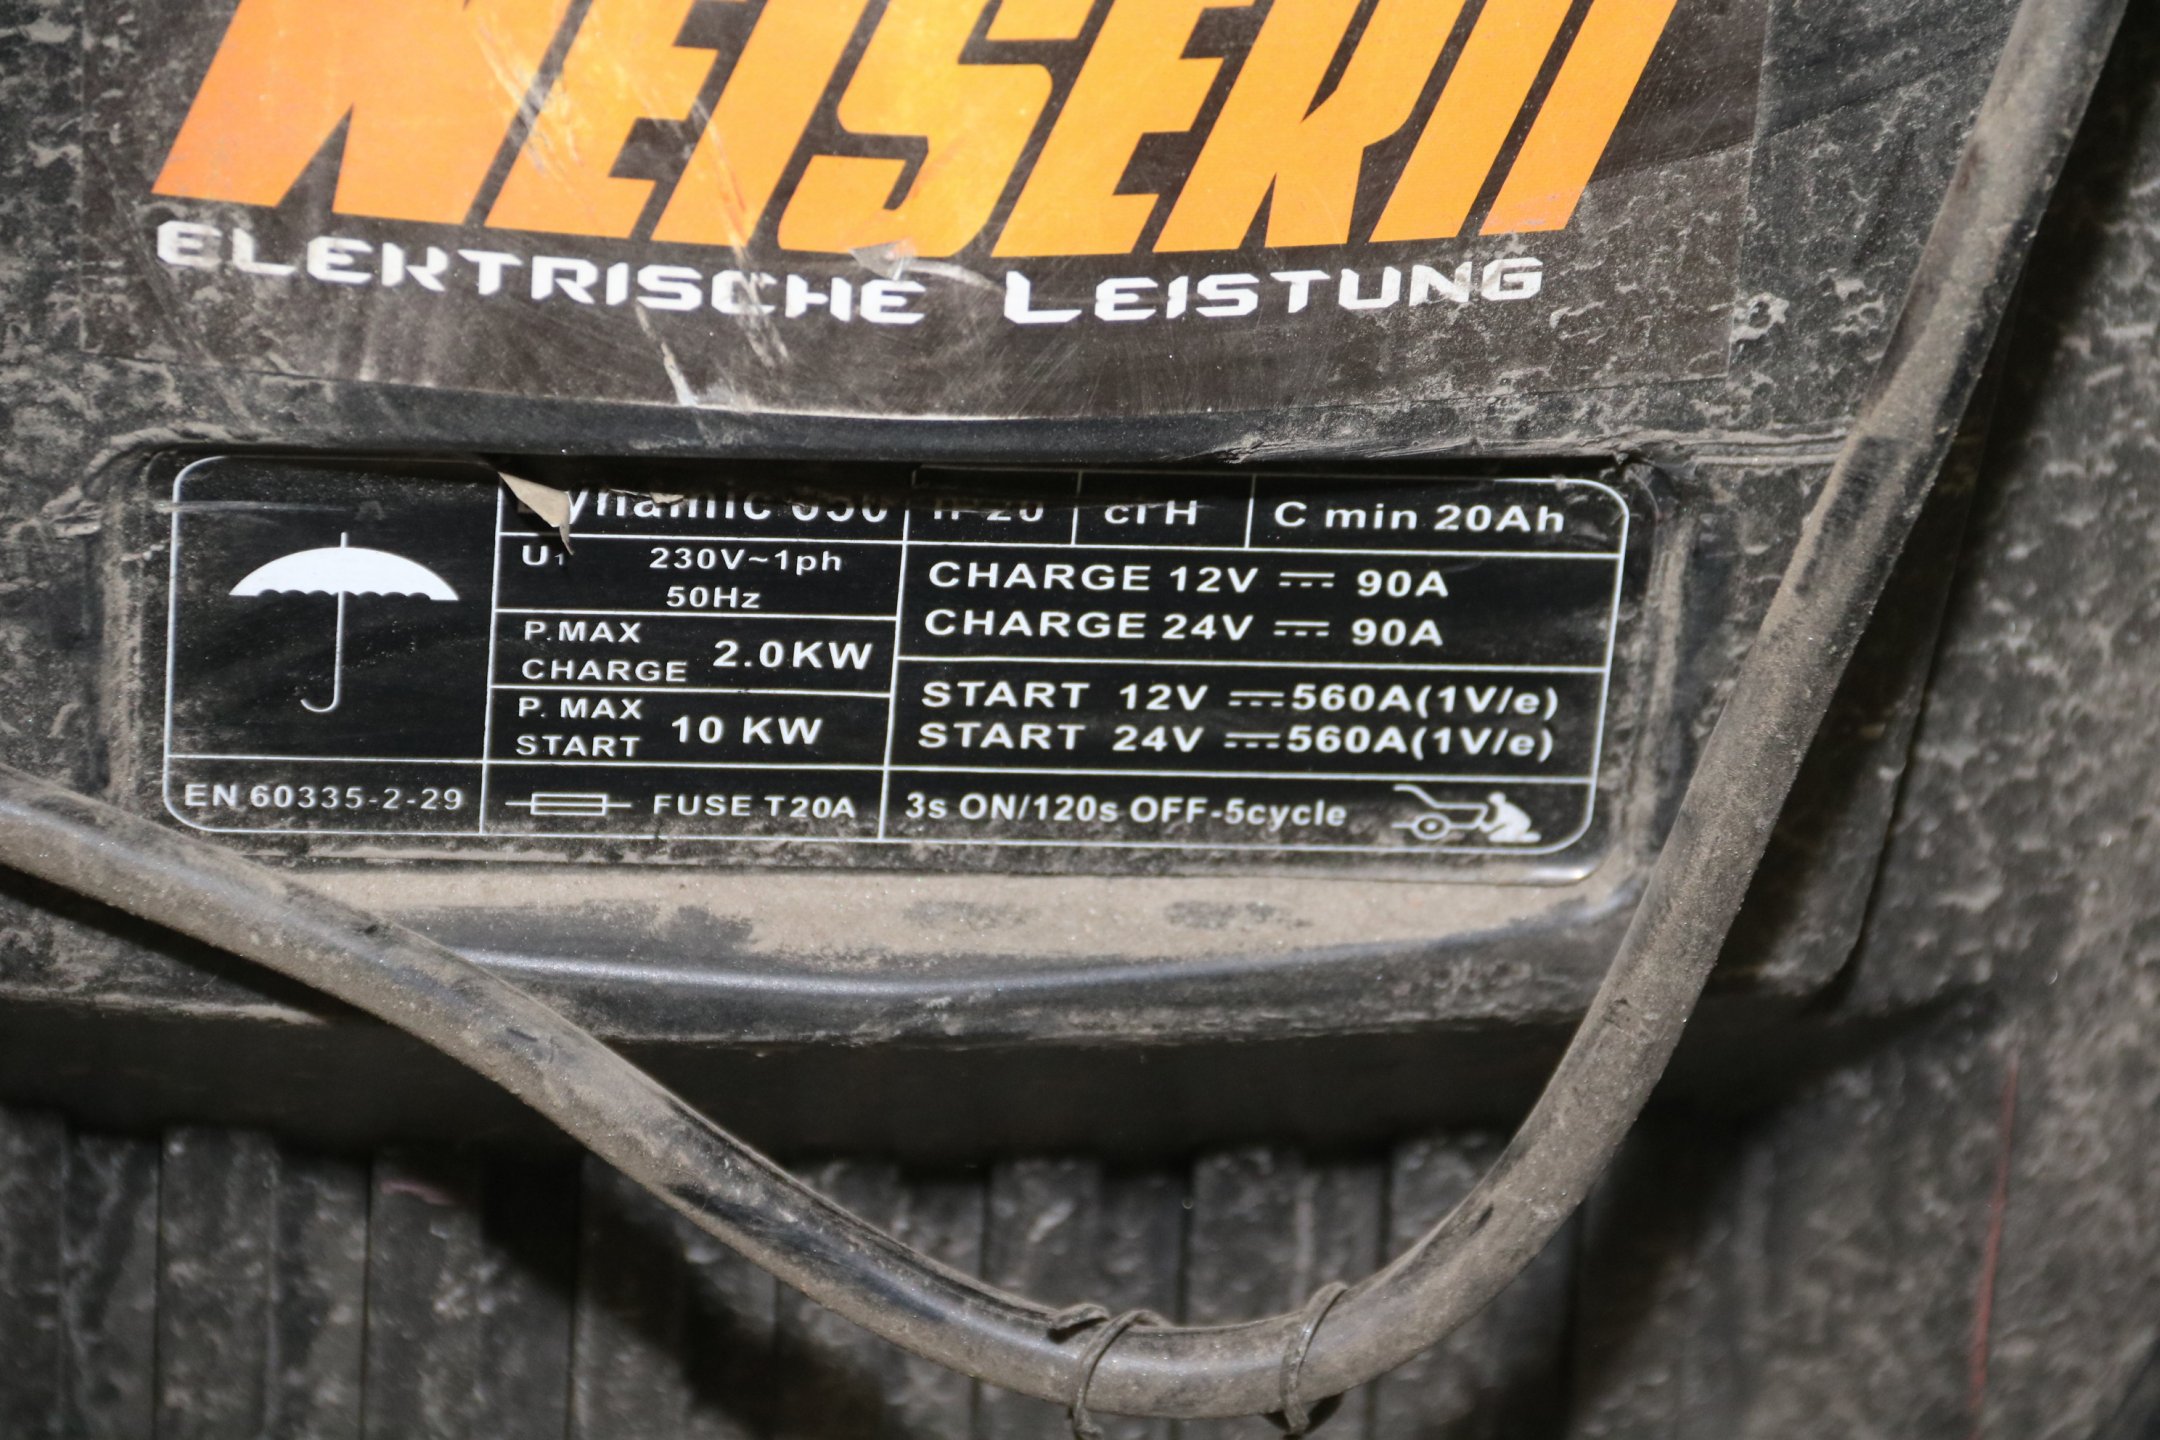 ELEKTRISCHE LEISTUNG
C min 20Ah
U1 230V~1ph
50Hz
P.MAX
CHARGE 2.0KW
P. MAX
START 10 KW
CHARGE 12V ⎓ 90A
CHARGE 24V ⎓ 90A
START 12V ⎓ 560A(1V/e)
START 24V ⎓ 560A(1V/e)
EN 60335-2-29
FUSE T20A
3s ON/120s OFF-5cycle